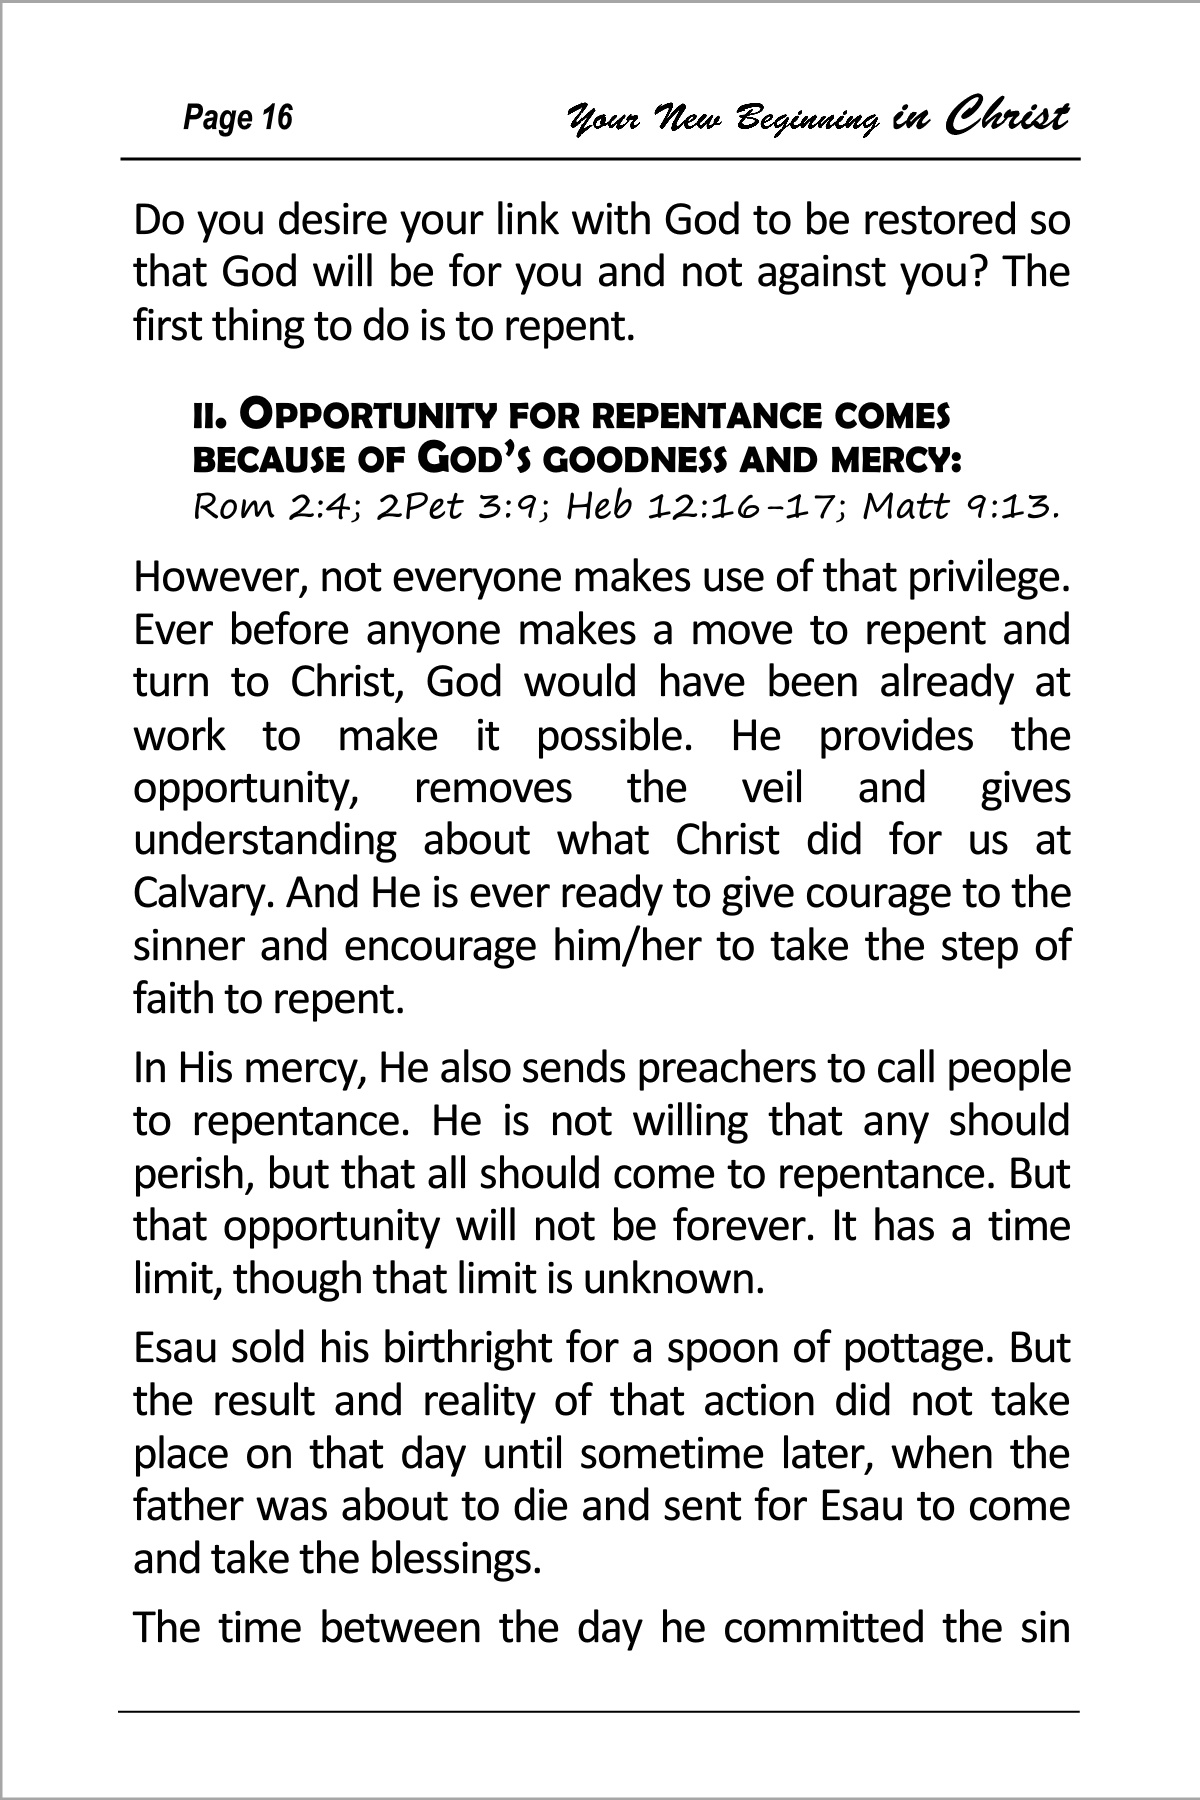 Page 16 Your New Beginning in Christ
Do you desire your link with God to be restored so
that God will be for you and not against you? The
first thing to do is to repent.
II. OPPORTUNITY FOR REPENTANCE COMES
BECAUSE OF GOD'S GOODNESS AND MERCY:
Rom 2:4; 2Pet 3:9; Heb 12:16-17; Matt 9:13.
However, not everyone makes use of that privilege.
Ever before anyone makes a move to repent and
turn to Christ, God would have been already at
work to make it possible. He provides the
opportunity, removes the veil and gives
understanding about what Christ did for us at
Calvary. And He is ever ready to give courage to the
sinner and encourage him/her to take the step of
faith to repent.
In His mercy, He also sends preachers to call people
to repentance. He is not willing that any should
perish, but that all should come to repentance. But
that opportunity will not be forever. It has a time
limit, though that limit is unknown.
Esau sold his birthright for a spoon of pottage. But
the result and reality of that action did not take
place on that day until sometime later, when the
father was about to die and sent for Esau to come
and take the blessings.
The time between the day he committed the sin